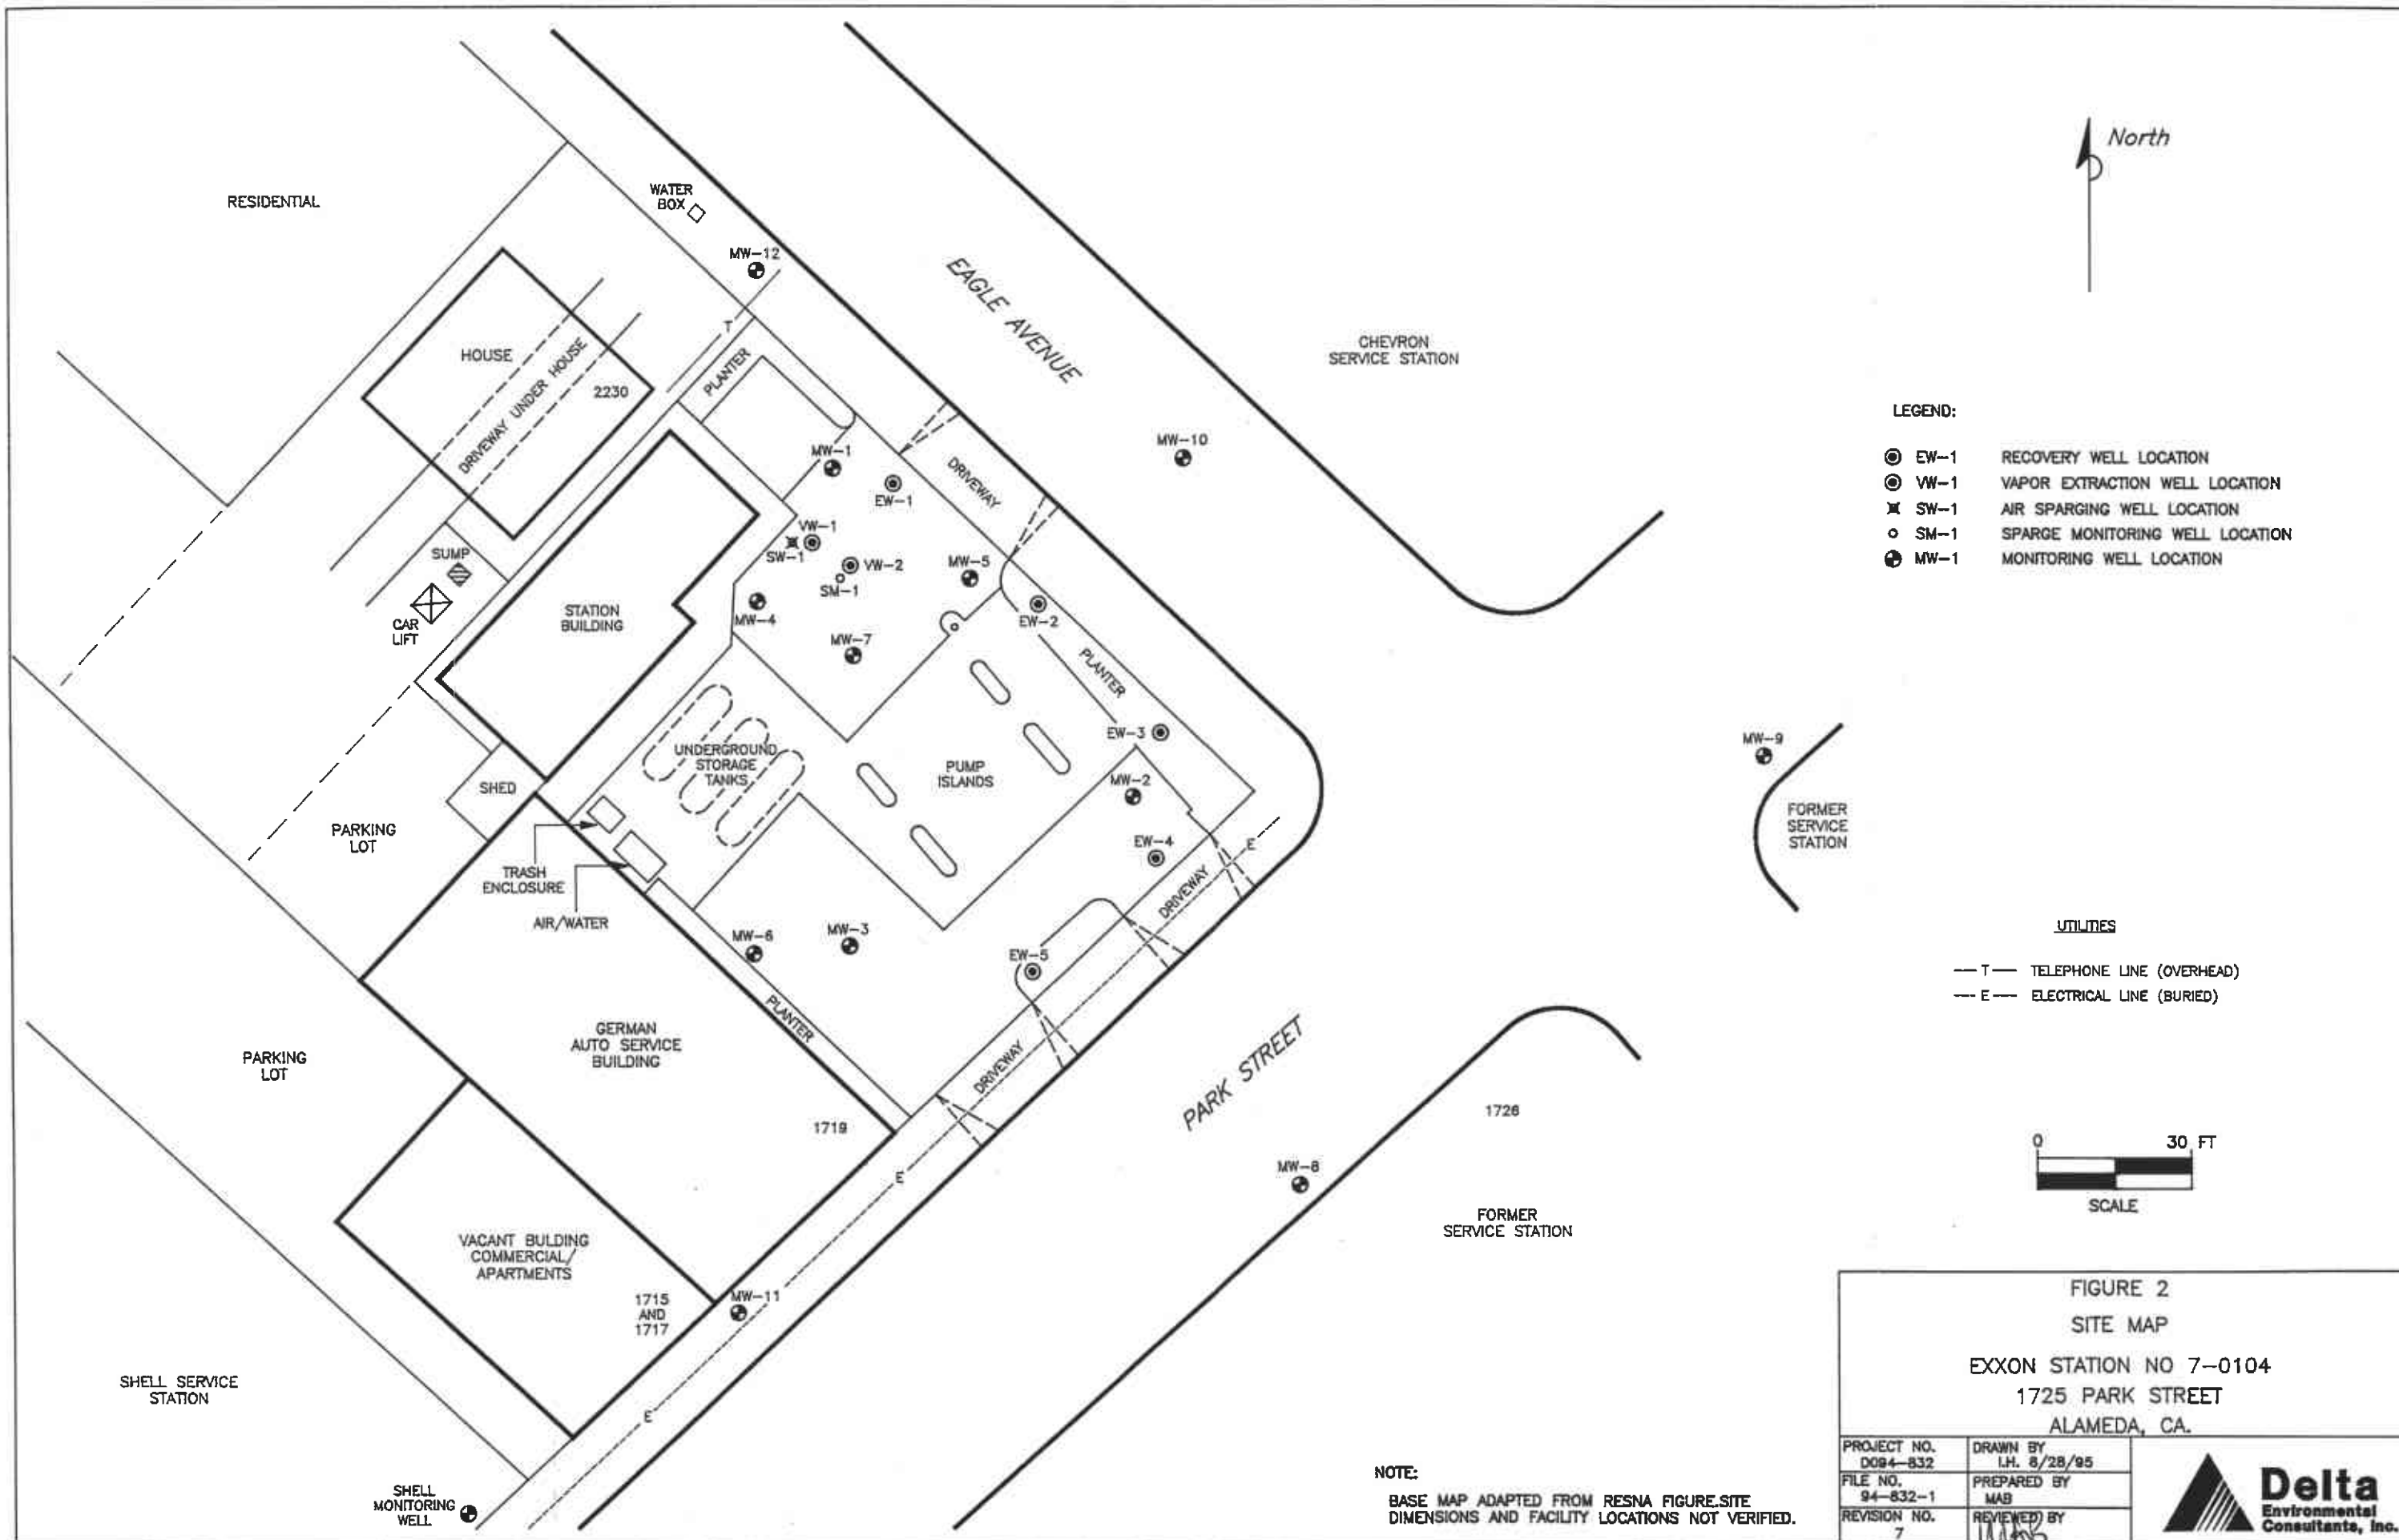 North
RESIDENTIAL
WATER
BOX
MW-12
EAGLE AVENUE
CHEVRON
SERVICE STATION
T
HOUSE
2230
DRIVEWAY UNDER HOUSE
PLANTER
MW-1
EW-1
DRIVEWAY
MW-10
LEGEND:
EW-1 RECOVERY WELL LOCATION
VW-1 VAPOR EXTRACTION WELL LOCATION
SW-1 AIR SPARGING WELL LOCATION
SM-1 SPARGE MONITORING WELL LOCATION
MW-1 MONITORING WELL LOCATION
VW-1
SW-1
VW-2
SM-1
MW-5
EW-2
SUMP
CAR
LIFT
STATION
BUILDING
MW-4
MW-7
PLANTER
EW-3
MW-9
UNDERGROUND
STORAGE
TANKS
PUMP
ISLANDS
MW-2
SHED
FORMER
SERVICE
STATION
PARKING
LOT
EW-4
E
TRASH
ENCLOSURE
AIR/WATER
DRIVEWAY
MW-6
MW-3
EW-5
UTILITIES
T TELEPHONE LINE (OVERHEAD)
E ELECTRICAL LINE (BURIED)
PLANTER
GERMAN
AUTO SERVICE
BUILDING
PARKING
LOT
DRIVEWAY
PARK STREET
1719
1726
0 30 FT
SCALE
E
MW-8
FORMER
SERVICE STATION
VACANT BULDING
COMMERCIAL/
APARTMENTS
1715
AND
1717
MW-11
SHELL SERVICE
STATION
E
SHELL
MONITORING
WELL
NOTE:
BASE MAP ADAPTED FROM RESNA FIGURE.SITE
DIMENSIONS AND FACILITY LOCATIONS NOT VERIFIED.
FIGURE 2
SITE MAP
EXXON STATION NO 7-0104
1725 PARK STREET
ALAMEDA, CA.
PROJECT NO.
D094-832
DRAWN BY
I.H. 8/28/95
FILE NO.
94-832-1
PREPARED BY
MAB
REVISION NO.
7
REVIEWED BY
Delta
Environmental
Consultants, Inc.